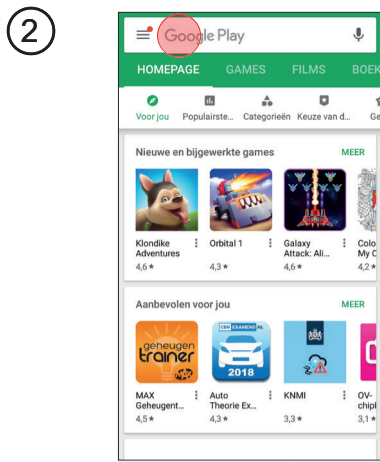 2
Google Play
HOMEPAGE GAMES FILMS BOEK
Voor jou Populairste... Categorieën Keuze van d... Ge
Nieuwe en bijgewerkte games MEER
Klondike Adventures
4,6 ★
Orbital 1
4,3 ★
Galaxy Attack: Ali...
4,6 ★
Colo
My C
4,2 ★
Aanbevolen voor jou MEER
geheugen
trainer
MAX
CBR EXAMENS NL
2018
MAX
Geheugent...
4,5 ★
Auto
Theorie Ex...
4,3 ★
KNMI
3,3 ★
OV-
chipk
3,1 ★